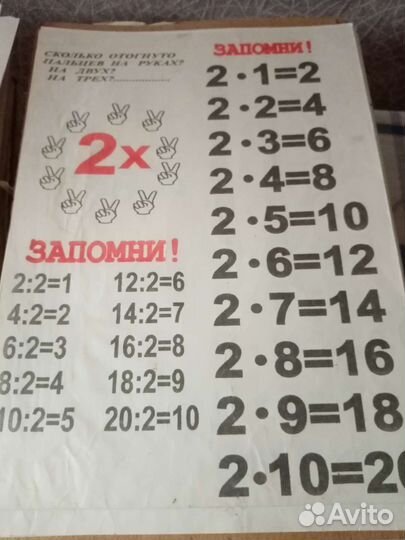 СКОЛЬКО ОТОГНУТО
ПАЛЬЦЕВ НА РУКАХ?
НА ДВУХ?
НА ТРЕХ?..................
2х
ЗАПОМНИ!
2:2=1 12:2=6
4:2=2 14:2=7
6:2=3 16:2=8
8:2=4 18:2=9
10:2=5 20:2=10
ЗАПОМНИ!
2·1=2
2·2=4
2·3=6
2·4=8
2·5=10
2·6=12
2·7=14
2·8=16
2·9=18
2·10=20
Avito